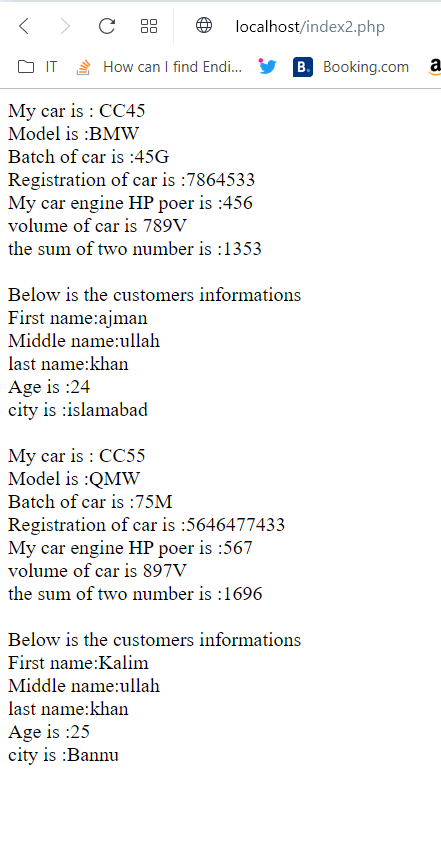 localhost/index2.php
IT How can I find Endi... B. Booking.com a
My car is : CC45
Model is :BMW
Batch of car is :45G
Registration of car is :7864533
My car engine HP poer is :456
volume of car is 789V
the sum of two number is :1353
Below is the customers informations
First name:ajman
Middle name:ullah
last name:khan
Age is :24
city is :islamabad
My car is : CC55
Model is :QMW
Batch of car is :75M
Registration of car is :5646477433
My car engine HP poer is :567
volume of car is 897V
the sum of two number is :1696
Below is the customers informations
First name:Kalim
Middle name:ullah
last name:khan
Age is :25
city is :Bannu